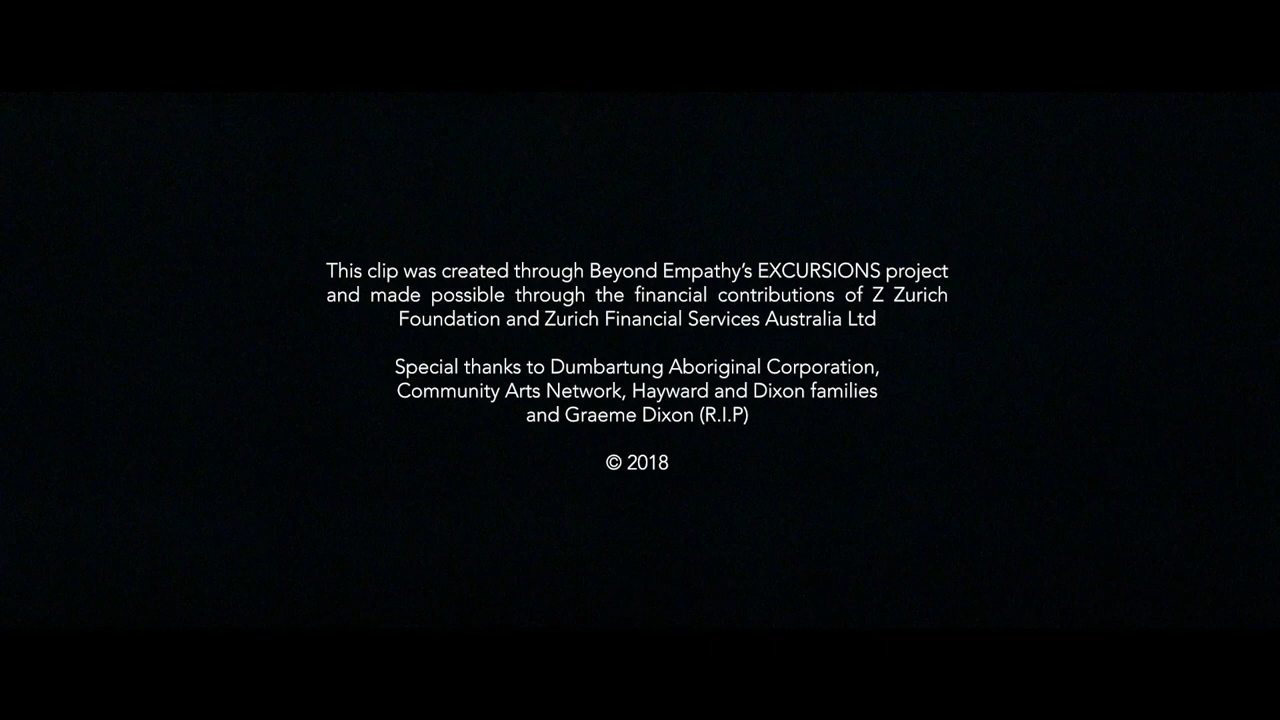 This clip was created through Beyond Empathy's EXCURSIONS project
and made possible through the financial contributions of Z Zurich
Foundation and Zurich Financial Services Australia Ltd
Special thanks to Dumbartung Aboriginal Corporation,
Community Arts Network, Hayward and Dixon families
and Graeme Dixon (R.I.P)
© 2018